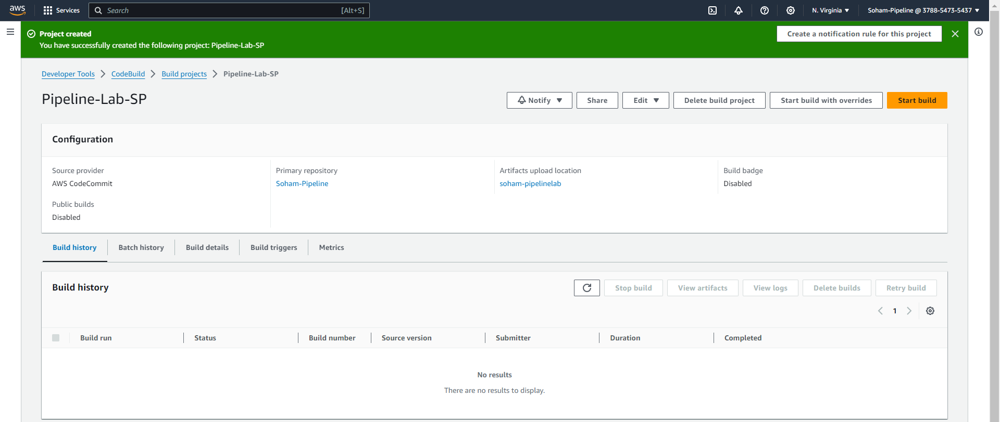 aws Services Search [Alt+S] N. Virginia Soham-Pipeline @ 3788-5473-5437
Project created
You have successfully created the following project: Pipeline-Lab-SP
Create a notification rule for this project
Developer Tools CodeBuild Build projects Pipeline-Lab-SP
Pipeline-Lab-SP
Notify Share Edit Delete build project Start build with overrides Start build
Configuration
Source provider
AWS CodeCommit
Primary repository
Soham-Pipeline
Artifacts upload location
soham-pipelinelab
Build badge
Disabled
Public builds
Disabled
Build history Batch history Build details Build triggers Metrics
Build history
Stop build View artifacts View logs Delete builds Retry build
1
Build run Status Build number Source version Submitter Duration Completed
No results
There are no results to display.